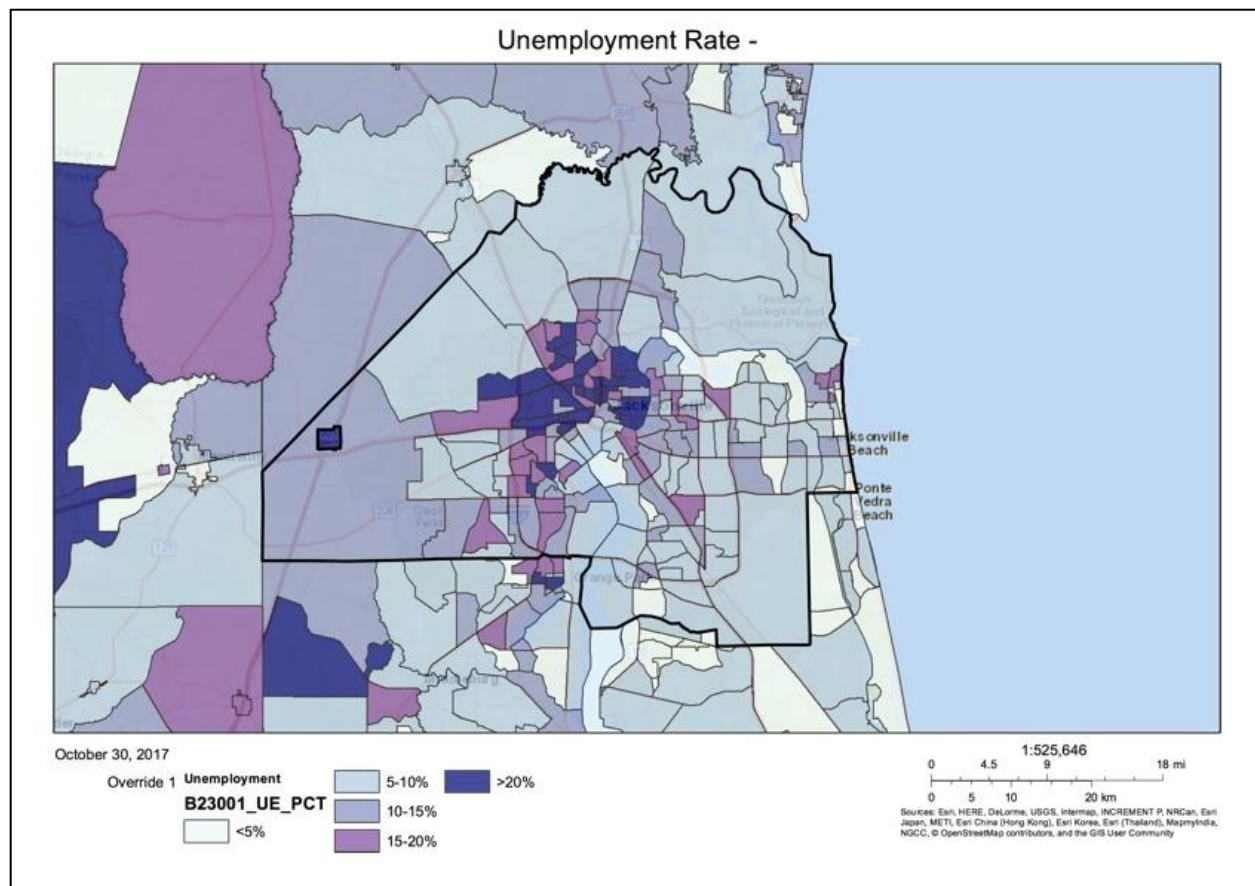 Unemployment Rate -
Georgia
Florida
Jacksonville
Jacksonville
Beach
Ponte
Vedra
Beach
228
Orange Park
October 30, 2017
Override 1
Unemployment
B23001_UE_PCT
<5%
5-10%
10-15%
15-20%
>20%
1:525,646
0 4.5 9 18 mi
0 5 10 20 km
Sources: Esri, HERE, DeLorme, USGS, Intermap, INCREMENT P, NRCan, Esri
Japan, METI, Esri China (Hong Kong), Esri Korea, Esri (Thailand), MapmyIndia,
NGCC, © OpenStreetMap contributors, and the GIS User Community